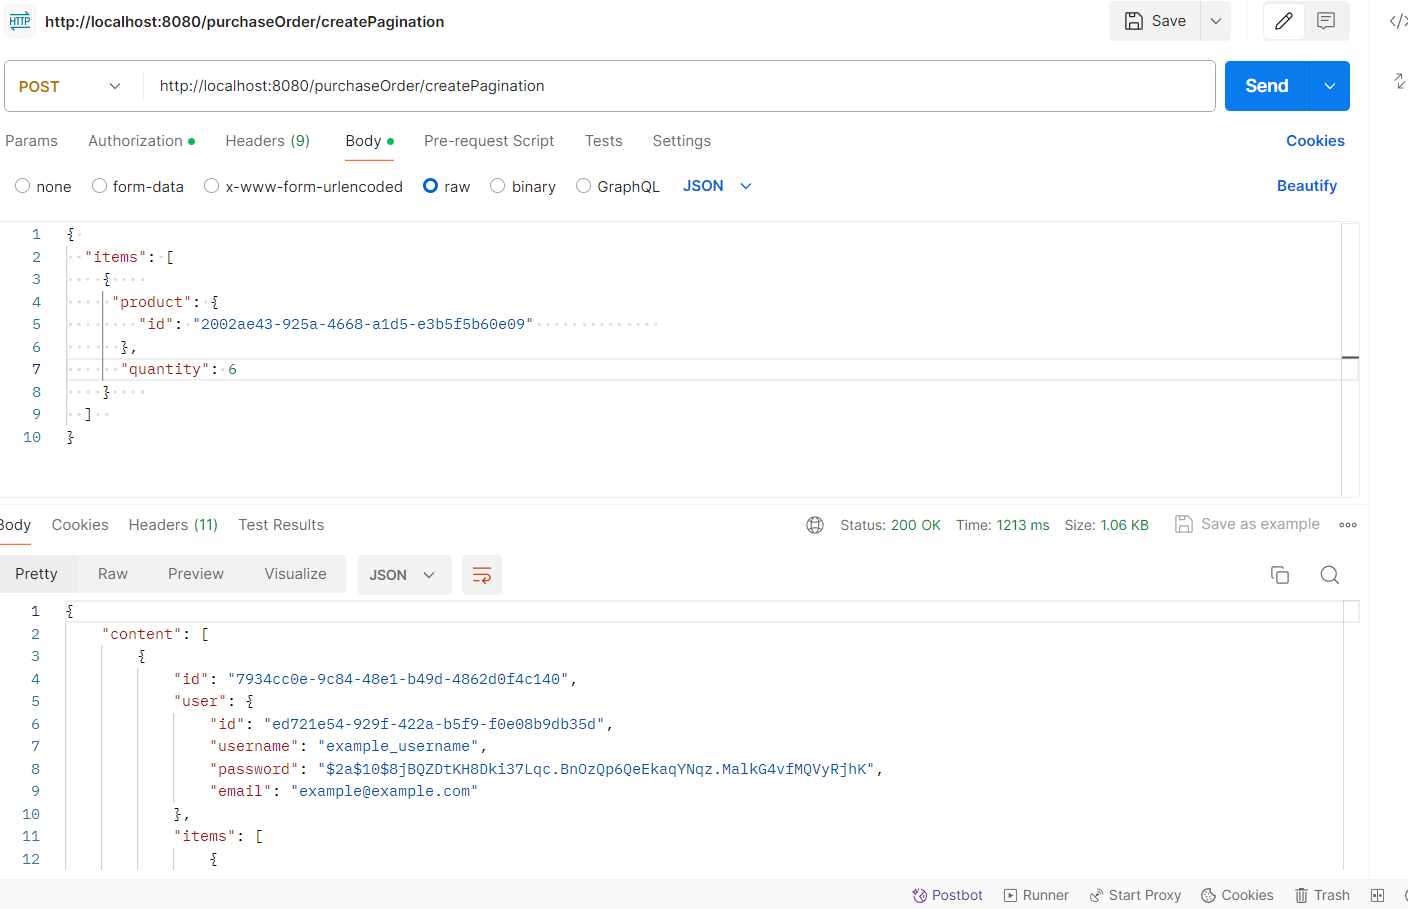 HTTP http://localhost:8080/purchaseOrder/createPagination Save
POST http://localhost:8080/purchaseOrder/createPagination Send
Params Authorization Headers (9) Body Pre-request Script Tests Settings Cookies
none form-data x-www-form-urlencoded raw binary GraphQL JSON Beautify
1 {
2 "items": [
3 {
4 "product": {
5 "id": "2002ae43-925a-4668-a1d5-e3b5f5b60e09"
6 },
7 "quantity": 6
8 }
9 ]
10 }
Body Cookies Headers (11) Test Results Status: 200 OK Time: 1213 ms Size: 1.06 KB Save as example
Pretty Raw Preview Visualize JSON
1 {
2 "content": [
3 {
4 "id": "7934cc0e-9c84-48e1-b49d-4862d0f4c140",
5 "user": {
6 "id": "ed721e54-929f-422a-b5f9-f0e08b9db35d",
7 "username": "example_username",
8 "password": "$2a$10$8jBQZDtKH8Dki37Lqc.BnOzQp6QeEkaqYNqz.MalkG4vfMQVyRjhK",
9 "email": "example@example.com"
10 },
11 "items": [
12 {
Postbot Runner Start Proxy Cookies Trash